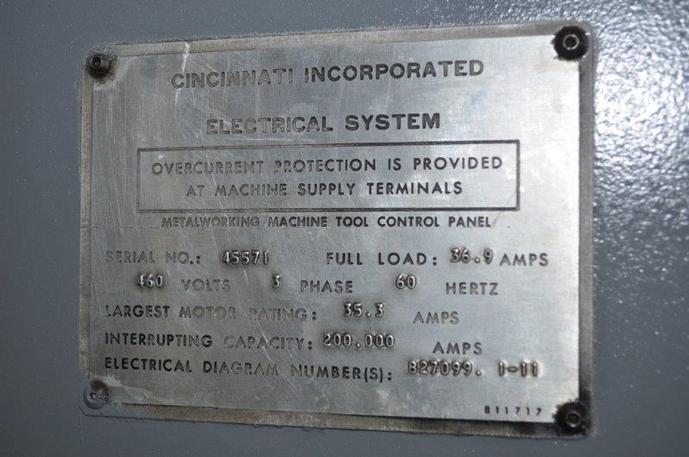 CINCINNATI INCORPORATED
ELECTRICAL SYSTEM
OVERCURRENT PROTECTION IS PROVIDED
AT MACHINE SUPPLY TERMINALS
METALWORKING MACHINE TOOL CONTROL PANEL
SERIAL NO.: 45571 FULL LOAD: 36.9 AMPS
460 VOLTS 3 PHASE 60 HERTZ
LARGEST MOTOR RATING: 35.3 AMPS
INTERRUPTING CAPACITY: 200.000 AMPS
ELECTRICAL DIAGRAM NUMBER(S): 827099. 1-11
811717